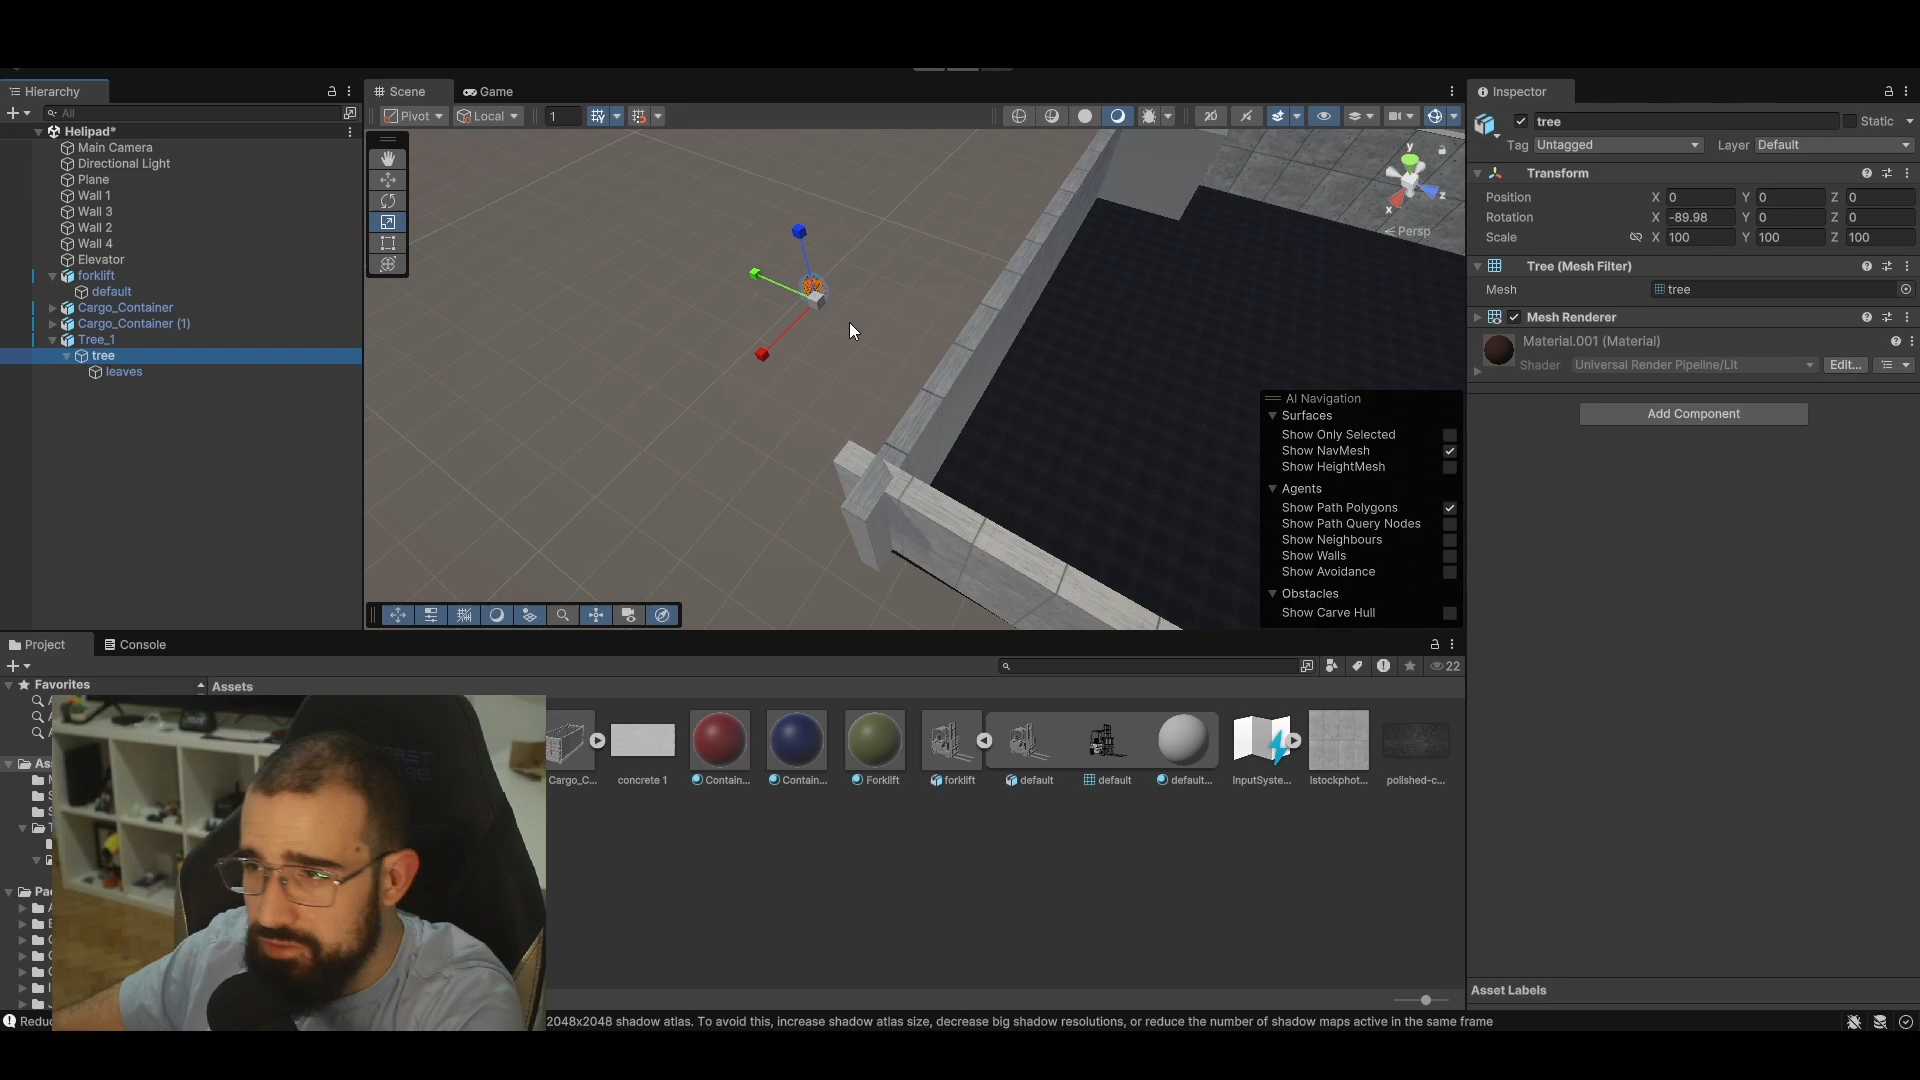 Hierarchy
All
Helipad*
Main Camera
Directional Light
Plane
Wall 1
Wall 3
Wall 2
Wall 4
Elevator
forklift
default
Cargo_Container
Cargo_Container (1)
Tree_1
tree
leaves
Scene
Game
Pivot
Local
1
2D
y
z
x
Persp
AI Navigation
Surfaces
Show Only Selected
Show NavMesh
Show HeightMesh
Agents
Show Path Polygons
Show Path Query Nodes
Show Neighbours
Show Walls
Show Avoidance
Obstacles
Show Carve Hull
Inspector
tree
Static
Tag Untagged
Layer Default
Transform
Position X 0 Y 0 Z 0
Rotation X -89.98 Y 0 Z 0
Scale X 100 Y 100 Z 100
Tree (Mesh Filter)
Mesh tree
Mesh Renderer
Material.001 (Material)
Shader Universal Render Pipeline/Lit Edit...
Add Component
Asset Labels
Project
Console
22
Favorites
Assets
Cargo_C...
concrete 1
Contain...
Contain...
Forklift
forklift
default
default
default...
InputSyste...
istockphot...
polished-c...
Ass
Pac
Reduc
2048x2048 shadow atlas. To avoid this, increase shadow atlas size, decrease big shadow resolutions, or reduce the number of shadow maps active in the same frame